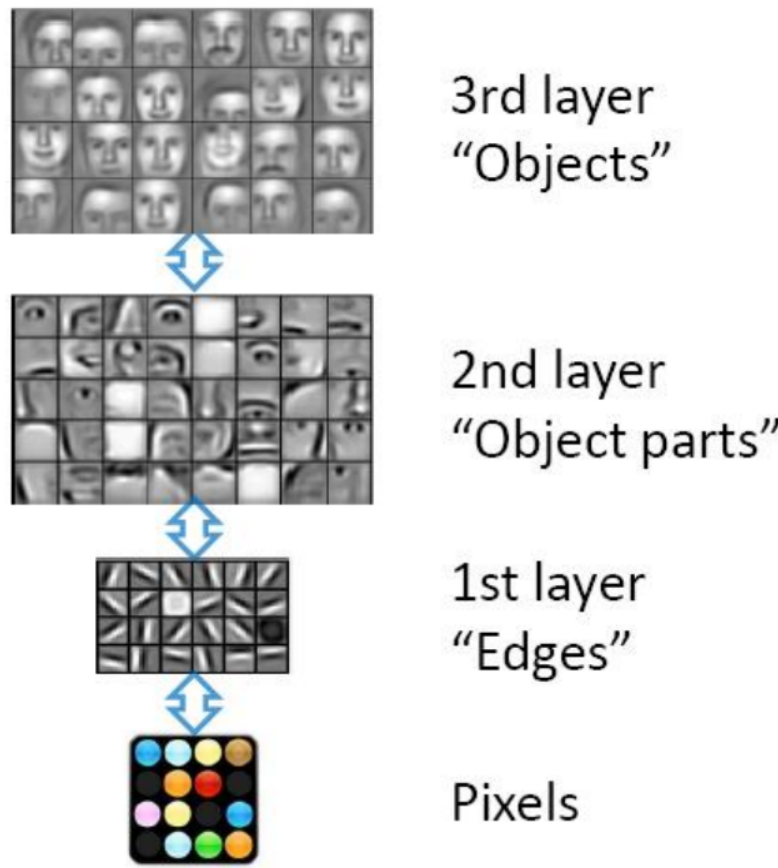 3rd layer
“Objects”
2nd layer
“Object parts”
1st layer
“Edges”
Pixels